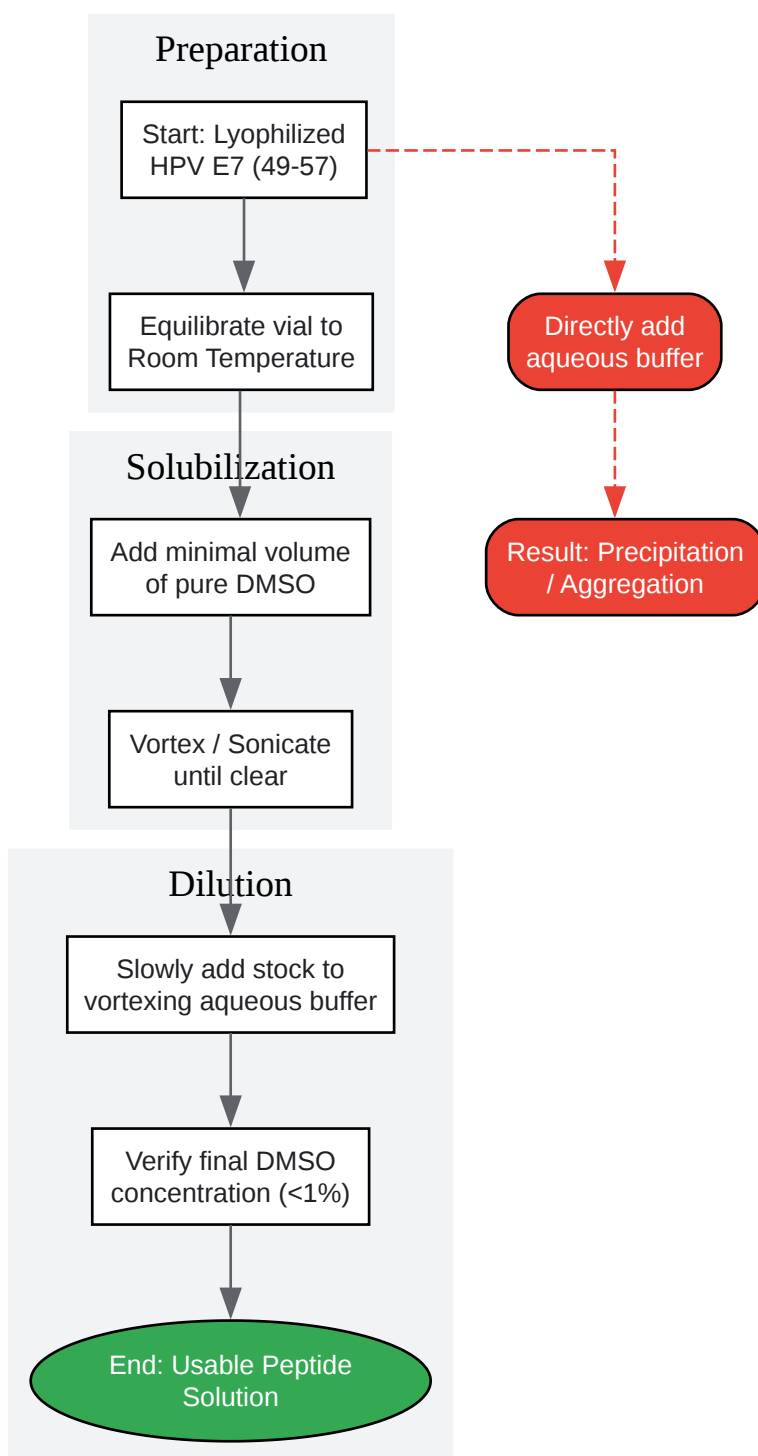 Preparation
Start: Lyophilized
HPV E7 (49-57)
Equilibrate vial to
Room Temperature
Directly add
aqueous buffer
Solubilization
Add minimal volume
of pure DMSO
Result: Precipitation
/ Aggregation
Vortex / Sonicate
until clear
Dilution
Slowly add stock to
vortexing aqueous buffer
Verify final DMSO
concentration (<1%)
End: Usable Peptide
Solution